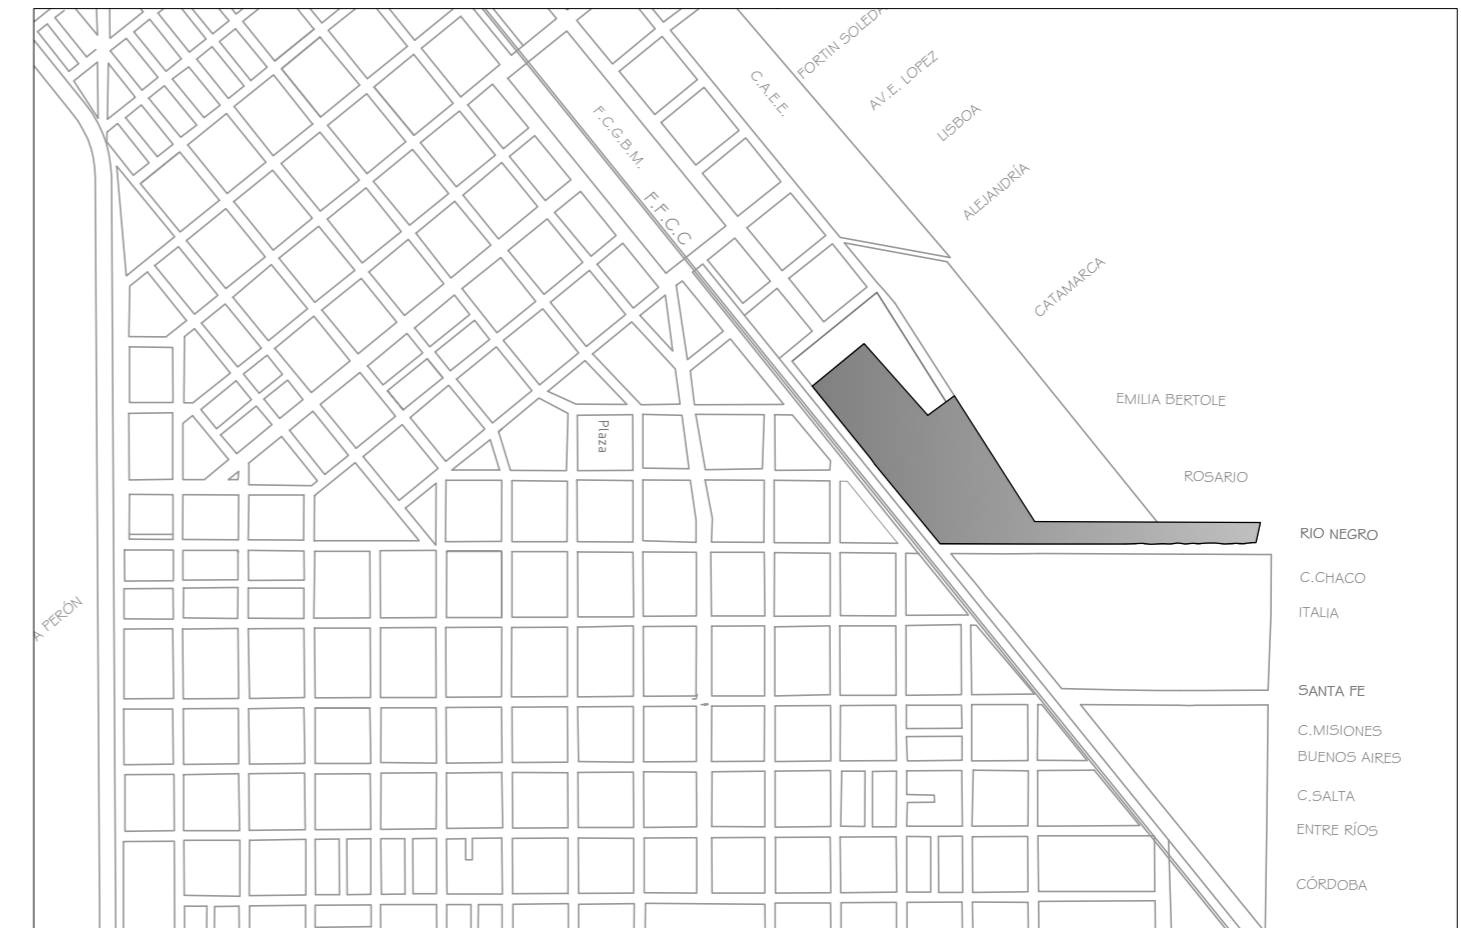 FORTIN SOLEDA
C.A.E.E.
AV.E. LOPEZ
F.C.G.B.M.
LISBOA
ALEJANDRÍA
F.F.C.C
CATAMARCA
EMILIA BERTOLE
Plaza
ROSARIO
RIO NEGRO
C.CHACO
A PERÓN
ITALIA
SANTA FE
C.MISIONES
BUENOS AIRES
C.SALTA
ENTRE RÍOS
CÓRDOBA